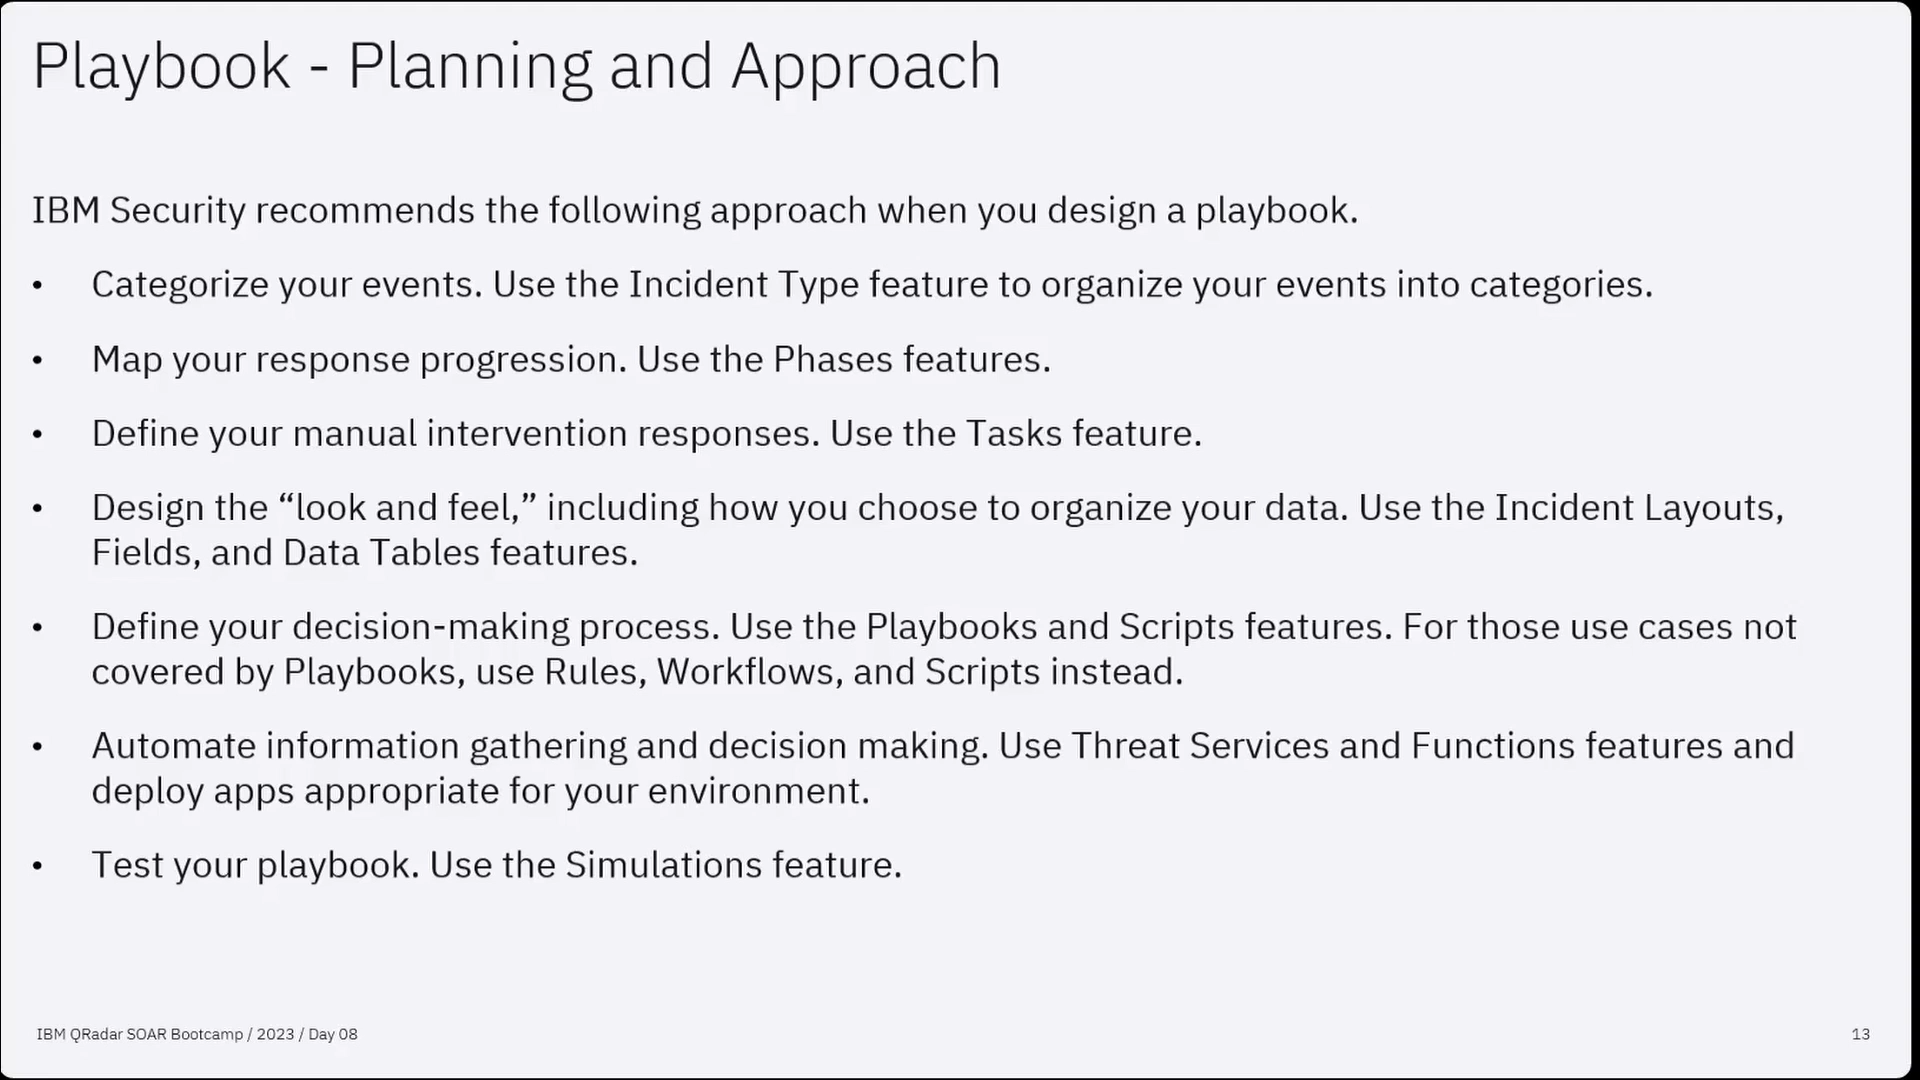 Playbook - Planning and Approach
IBM Security recommends the following approach when you design a playbook.
• Categorize your events. Use the Incident Type feature to organize your events into categories.
• Map your response progression. Use the Phases features.
• Define your manual intervention responses. Use the Tasks feature.
• Design the “look and feel,” including how you choose to organize your data. Use the Incident Layouts,
Fields, and Data Tables features.
• Define your decision-making process. Use the Playbooks and Scripts features. For those use cases not
covered by Playbooks, use Rules, Workflows, and Scripts instead.
• Automate information gathering and decision making. Use Threat Services and Functions features and
deploy apps appropriate for your environment.
• Test your playbook. Use the Simulations feature.
IBM QRadar SOAR Bootcamp / 2023 / Day 08
13